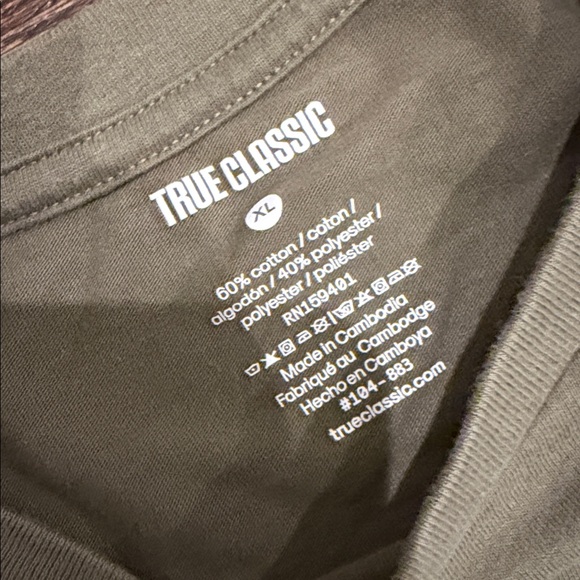 TRUE CLASSIC
XL
60% cotton / coton /
algodón / 40% polyester /
polyester / poliéster
RN159401
Made in Cambodia
Fabriqué au Cambodge
Hecho en Camboya
#104-883
trueclassic.com